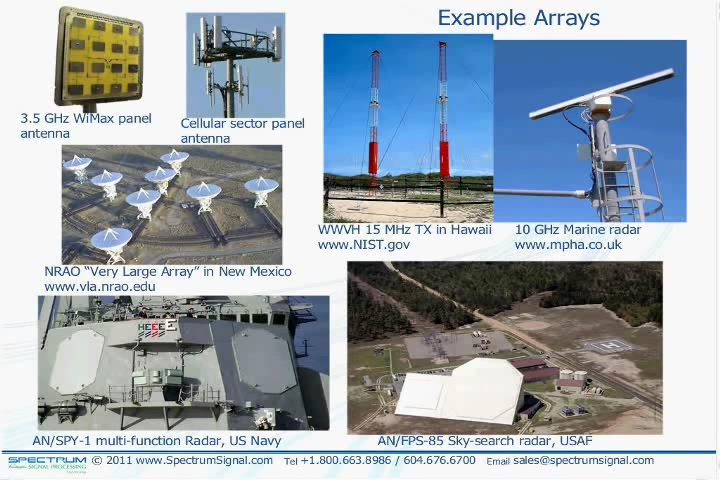 Example Arrays
3.5 GHz WiMax panel
antenna
Cellular sector panel
antenna
WWVH 15 MHz TX in Hawaii
www.NIST.gov
10 GHz Marine radar
www.mpha.co.uk
NRAO “Very Large Array” in New Mexico
www.vla.nrao.edu
H
AN/SPY-1 multi-function Radar, US Navy
AN/FPS-85 Sky-search radar, USAF
SPECTRUM
SIGNAL PROCESSING
© 2011 www.SpectrumSignal.com Tel +1.800.663.8986 / 604.676.6700 Email sales@spectrumsignal.com